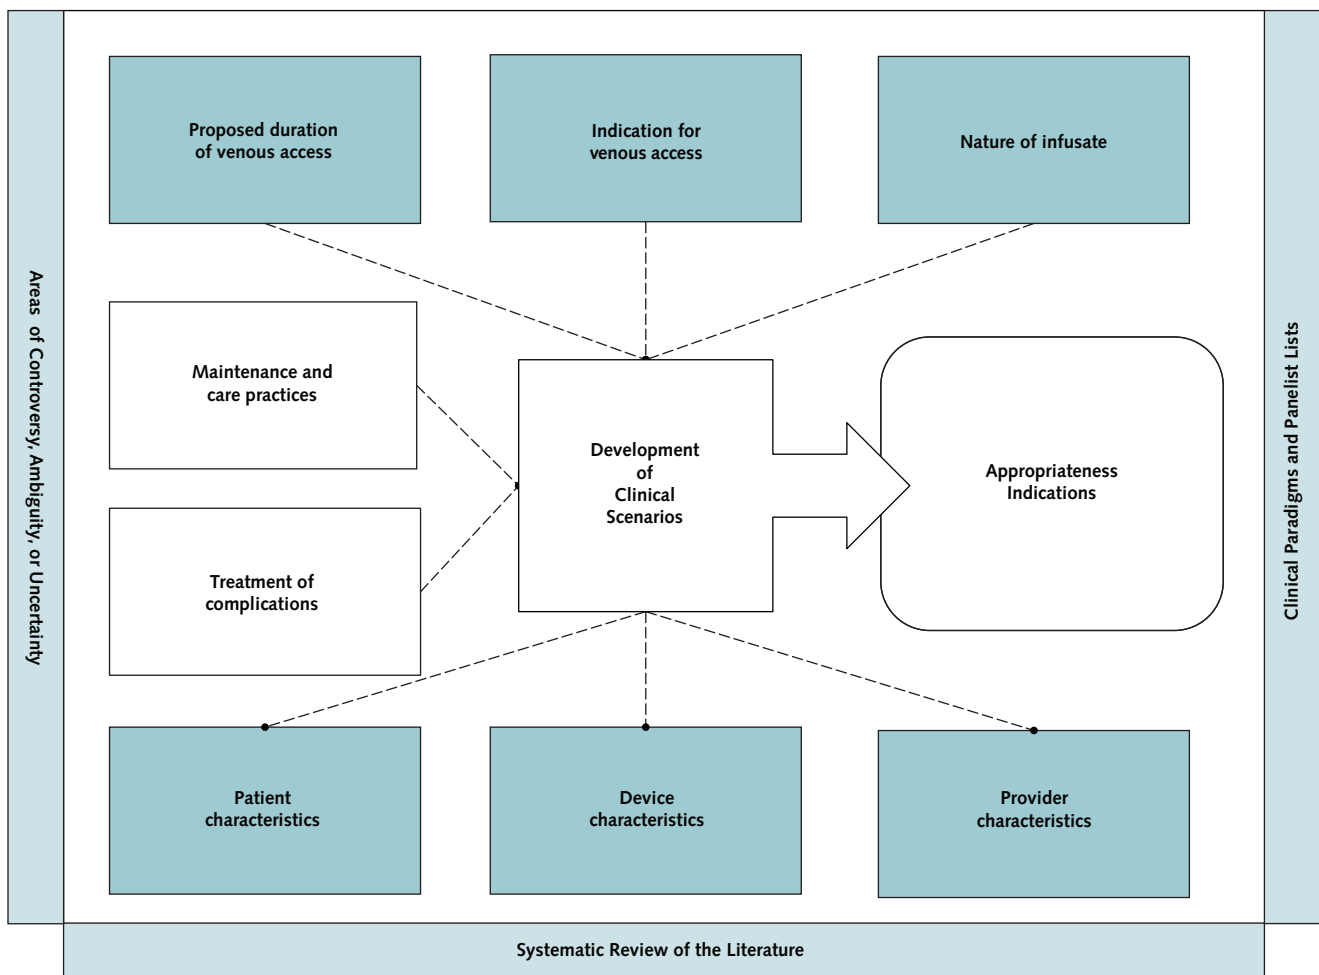 Proposed duration
of venous access
Indication for
venous access
Nature of infusate
Areas of Controversy, Ambiguity, or Uncertainty
Maintenance and
care practices
Treatment of
complications
Development
of
Clinical
Scenarios
Appropriateness
Indications
Clinical Paradigms and Panelist Lists
Patient
characteristics
Device
characteristics
Provider
characteristics
Systematic Review of the Literature